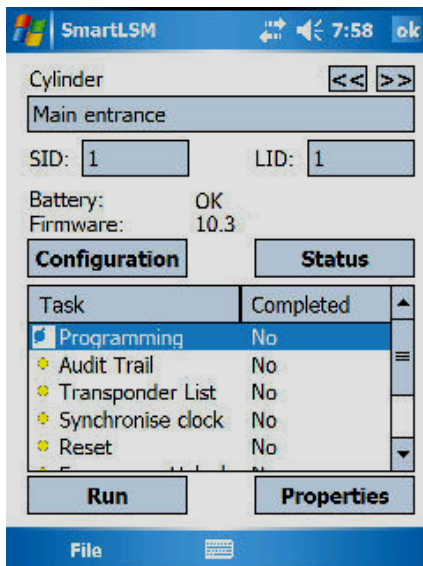 SmartLSM 7:58 ok
Cylinder << >>
Main entrance
SID: 1 LID: 1
Battery: OK
Firmware: 10.3
Configuration Status
Task Completed
Programming No
Audit Trail No
Transponder List No
Synchronise clock No
Reset No
Run Properties
File